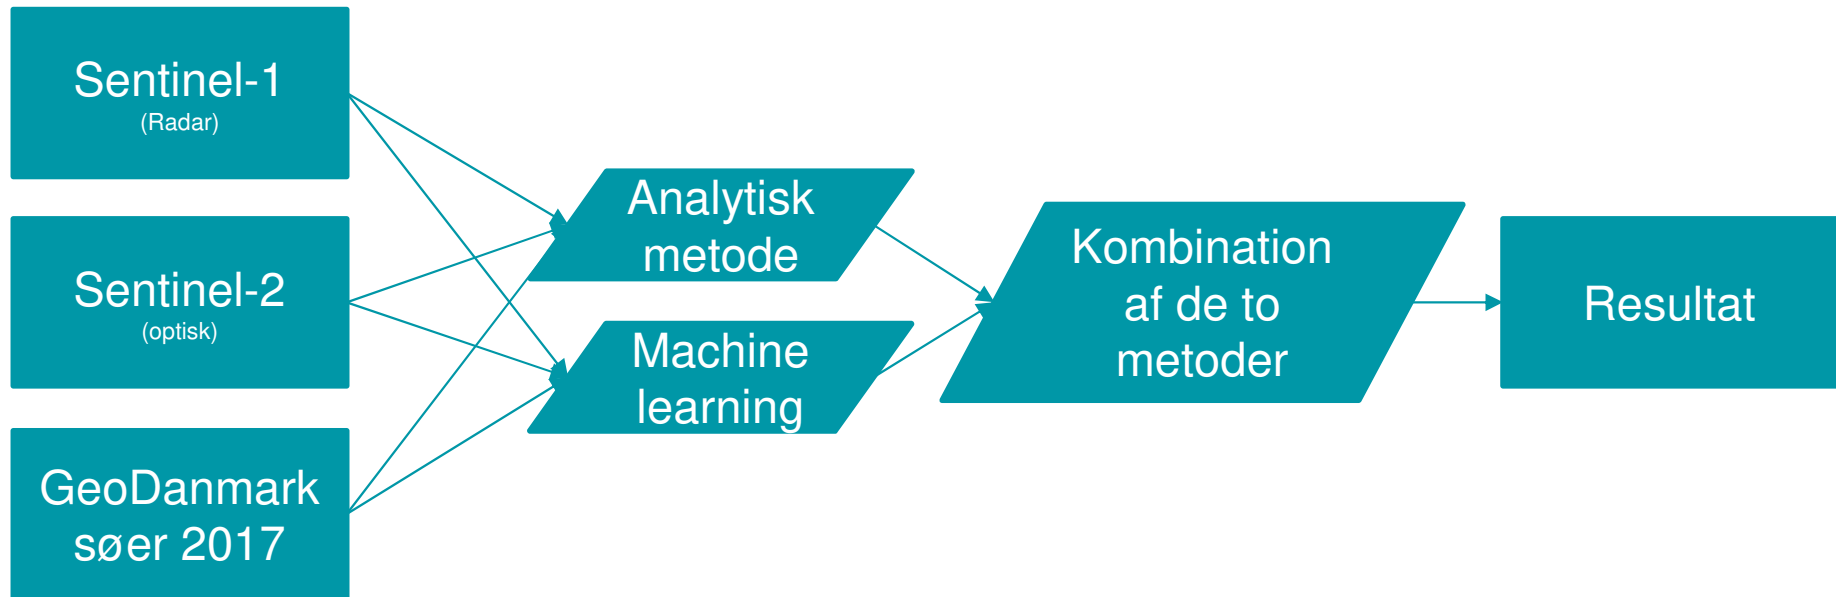 Sentinel-1
(Radar)
Sentinel-2
(optisk)
GeoDanmark
søer 2017
Analytisk
metode
Machine
learning
Kombination
af de to
metoder
Resultat